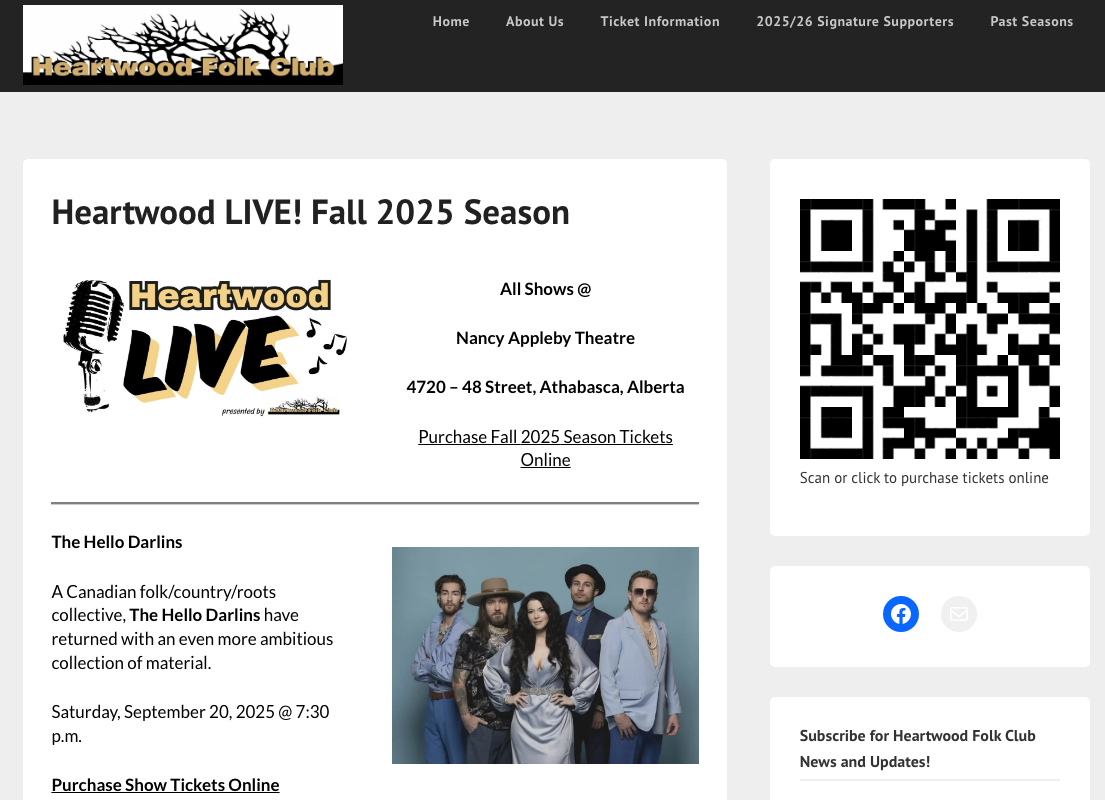 Heartwood Folk Club
Home
About Us
Ticket Information
2025/26 Signature Supporters
Past Seasons
Heartwood LIVE! Fall 2025 Season
Heartwood
LIVE
presented by
All Shows @
Nancy Appleby Theatre
4720 – 48 Street, Athabasca, Alberta
Purchase Fall 2025 Season Tickets
Online
The Hello Darlins
A Canadian folk/country/roots
collective, The Hello Darlins have
returned with an even more ambitious
collection of material.
Saturday, September 20, 2025 @ 7:30
p.m.
Purchase Show Tickets Online
Scan or click to purchase tickets online
Subscribe for Heartwood Folk Club
News and Updates!